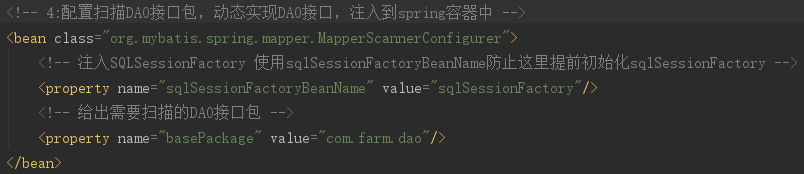 <!-- 4:配置扫描DAO接口包，动态实现DAO接口，注入到spring容器中 -->
<bean class="org.mybatis.spring.mapper.MapperScannerConfigurer">
<!-- 注入SQLSessionFactory 使用sqlSessionFactoryBeanName防止这里提前初始化sqlSessionFactory -->
<property name="sqlSessionFactoryBeanName" value="sqlSessionFactory"/>
<!-- 给出需要扫描的DAO接口包 -->
<property name="basePackage" value="com.farm.dao"/>
</bean>